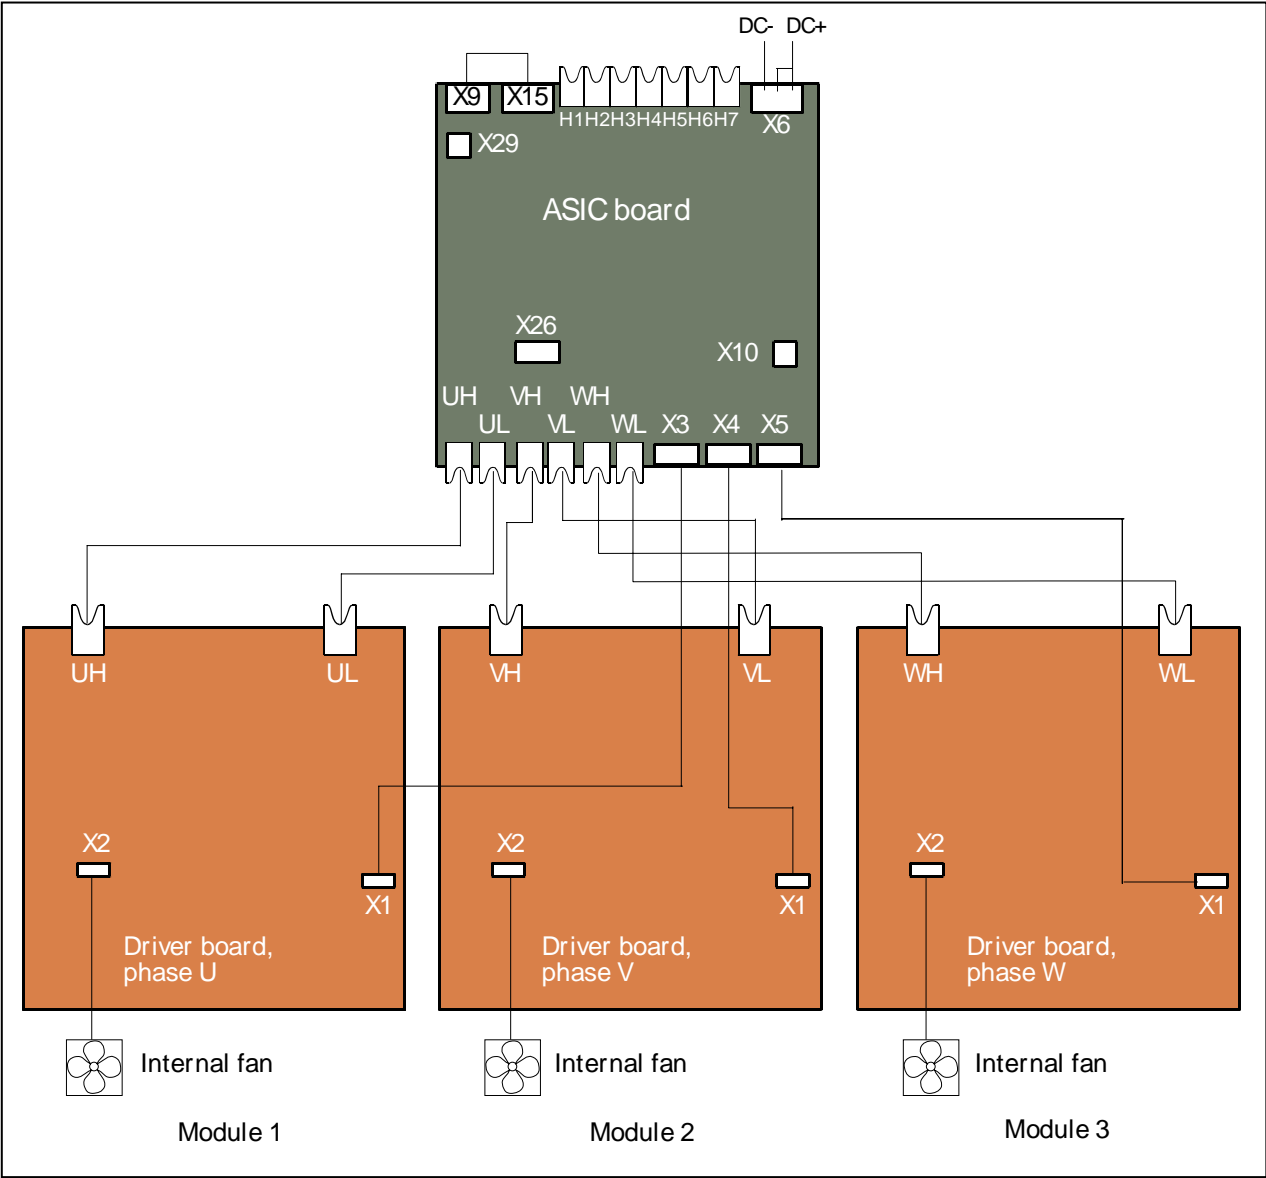 DC- DC+
X9 X15
H1H2H3H4H5H6H7
X6
X29
ASIC board
X26
X10
UH VH WH
UL VL WL X3 X4 X5
UH UL VH VL WH WL
X2 X2 X2
X1 X1 X1
Driver board,
phase U
Driver board,
phase V
Driver board,
phase W
Internal fan Internal fan Internal fan
Module 1 Module 2 Module 3